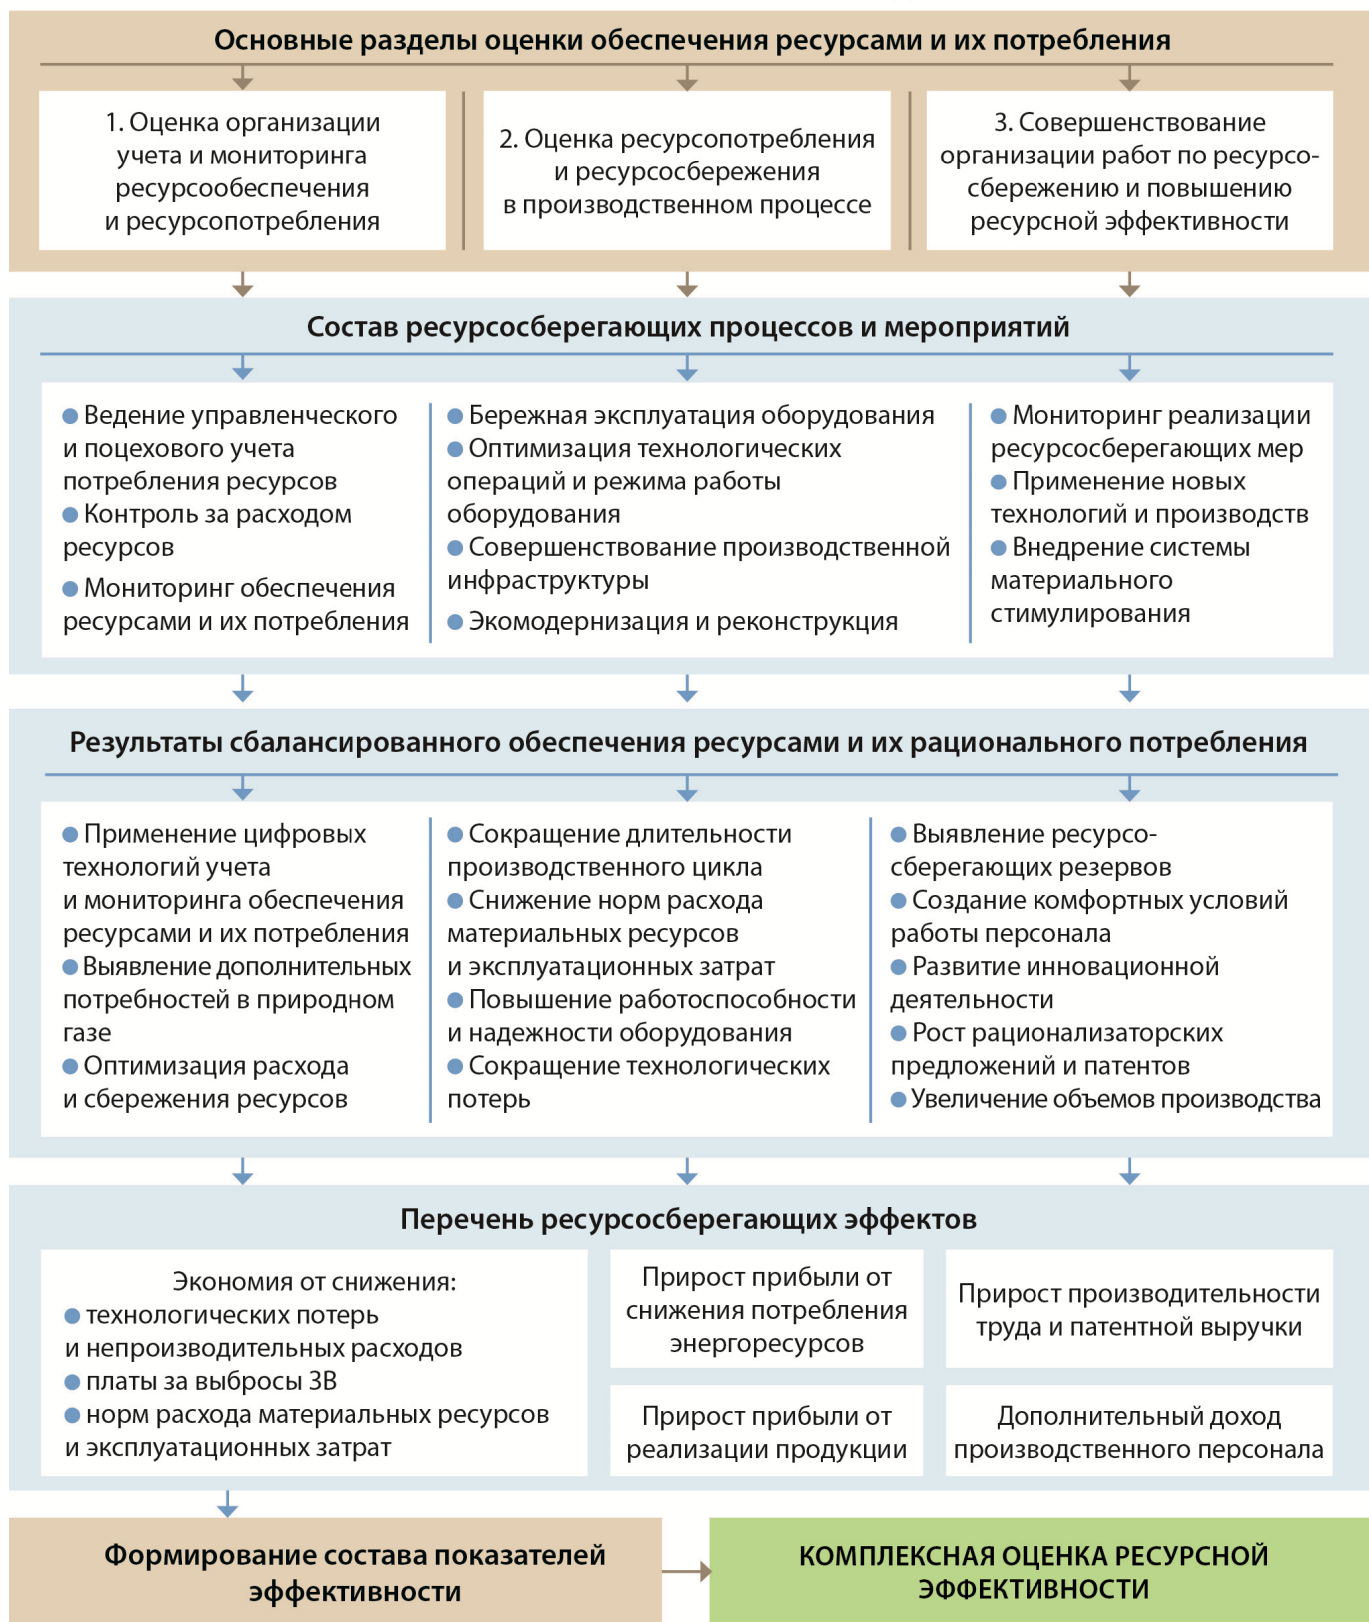 Основные разделы оценки обеспечения ресурсами и их потребления
1. Оценка организации
учета и мониторинга
ресурсообеспечения
и ресурсопотребления
2. Оценка ресурсопотребления
и ресурсосбережения
в производственном процессе
3. Совершенствование
организации работ по ресурсо-
сбережению и повышению
ресурсной эффективности
Состав ресурсосберегающих процессов и мероприятий
● Ведение управленческого
и поцехового учета
потребления ресурсов
● Контроль за расходом
ресурсов
● Мониторинг обеспечения
ресурсами и их потребления
● Бережная эксплуатация оборудования
● Оптимизация технологических
операций и режима работы
оборудования
● Совершенствование производственной
инфраструктуры
● Экомодернизация и реконструкция
● Мониторинг реализации
ресурсосберегающих мер
● Применение новых
технологий и производств
● Внедрение системы
материального
стимулирования
Результаты сбалансированного обеспечения ресурсами и их рационального потребления
● Применение цифровых
технологий учета
и мониторинга обеспечения
ресурсами и их потребления
● Выявление дополнительных
потребностей в природном
газе
● Оптимизация расхода
и сбережения ресурсов
● Сокращение длительности
производственного цикла
● Снижение норм расхода
материальных ресурсов
и эксплуатационных затрат
● Повышение работоспособности
и надежности оборудования
● Сокращение технологических
потерь
● Выявление ресурсо-
сберегающих резервов
● Создание комфортных условий
работы персонала
● Развитие инновационной
деятельности
● Рост рационализаторских
предложений и патентов
● Увеличение объемов производства
Перечень ресурсосберегающих эффектов
Экономия от снижения:
● технологических потерь
и непроизводительных расходов
● платы за выбросы ЗВ
● норм расхода материальных ресурсов
и эксплуатационных затрат
Прирост прибыли от
снижения потребления
энергоресурсов
Прирост производительности
труда и патентной выручки
Прирост прибыли от
реализации продукции
Дополнительный доход
производственного персонала
Формирование состава показателей
эффективности
КОМПЛЕКСНАЯ ОЦЕНКА РЕСУРСНОЙ
ЭФФЕКТИВНОСТИ